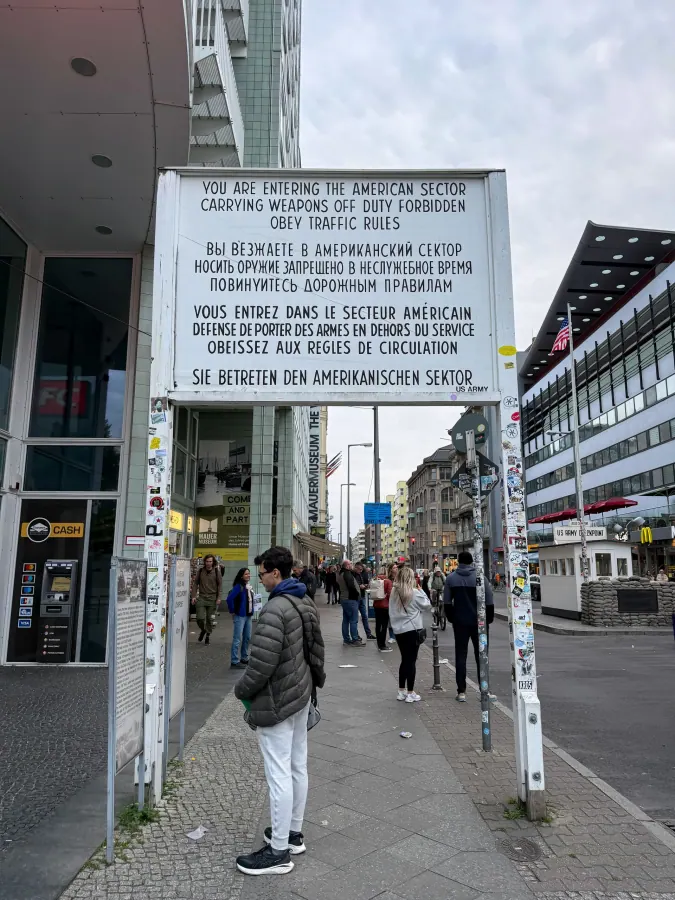 YOU ARE ENTERING THE AMERICAN SECTOR
CARRYING WEAPONS OFF DUTY FORBIDDEN
OBEY TRAFFIC RULES
ВЫ ВЪЕЗЖАЕТЕ В АМЕРИКАНСКИЙ СЕКТОР
НОСИТЬ ОРУЖИЕ ЗАПРЕЩЕНО В НЕСЛУЖЕБНОЕ ВРЕМЯ
ПОВИНУЙТЕСЬ ДОРОЖНЫМ ПРАВИЛАМ
VOUS ENTREZ DANS LE SECTEUR AMÉRICAIN
DEFENSE DE PORTER DES ARMES EN DEHORS DU SERVICE
OBEISSEZ AUX REGLES DE CIRCULATION
SIE BETRETEN DEN AMERIKANISCHEN SEKTOR
US ARMY
CASH
MAUERMUSEUM
US ARMY CHECKPOINT